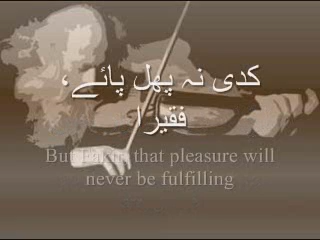 کدی نہ پھل پائے،
فقیرا
But Fakir, that pleasure will
never be fulfilling